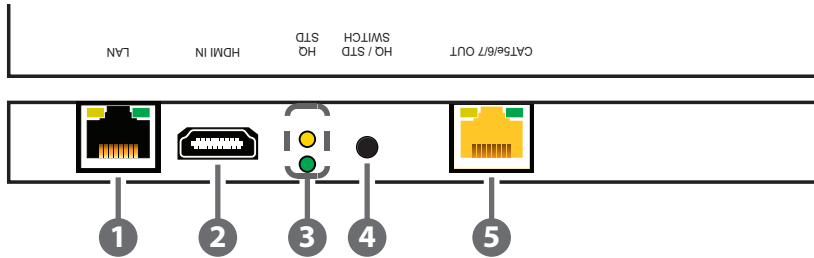 LAN
HDMI IN
HQ
STD
HQ / STD
SWITCH
CAT5e/6/7 OUT
1
2
3
4
5